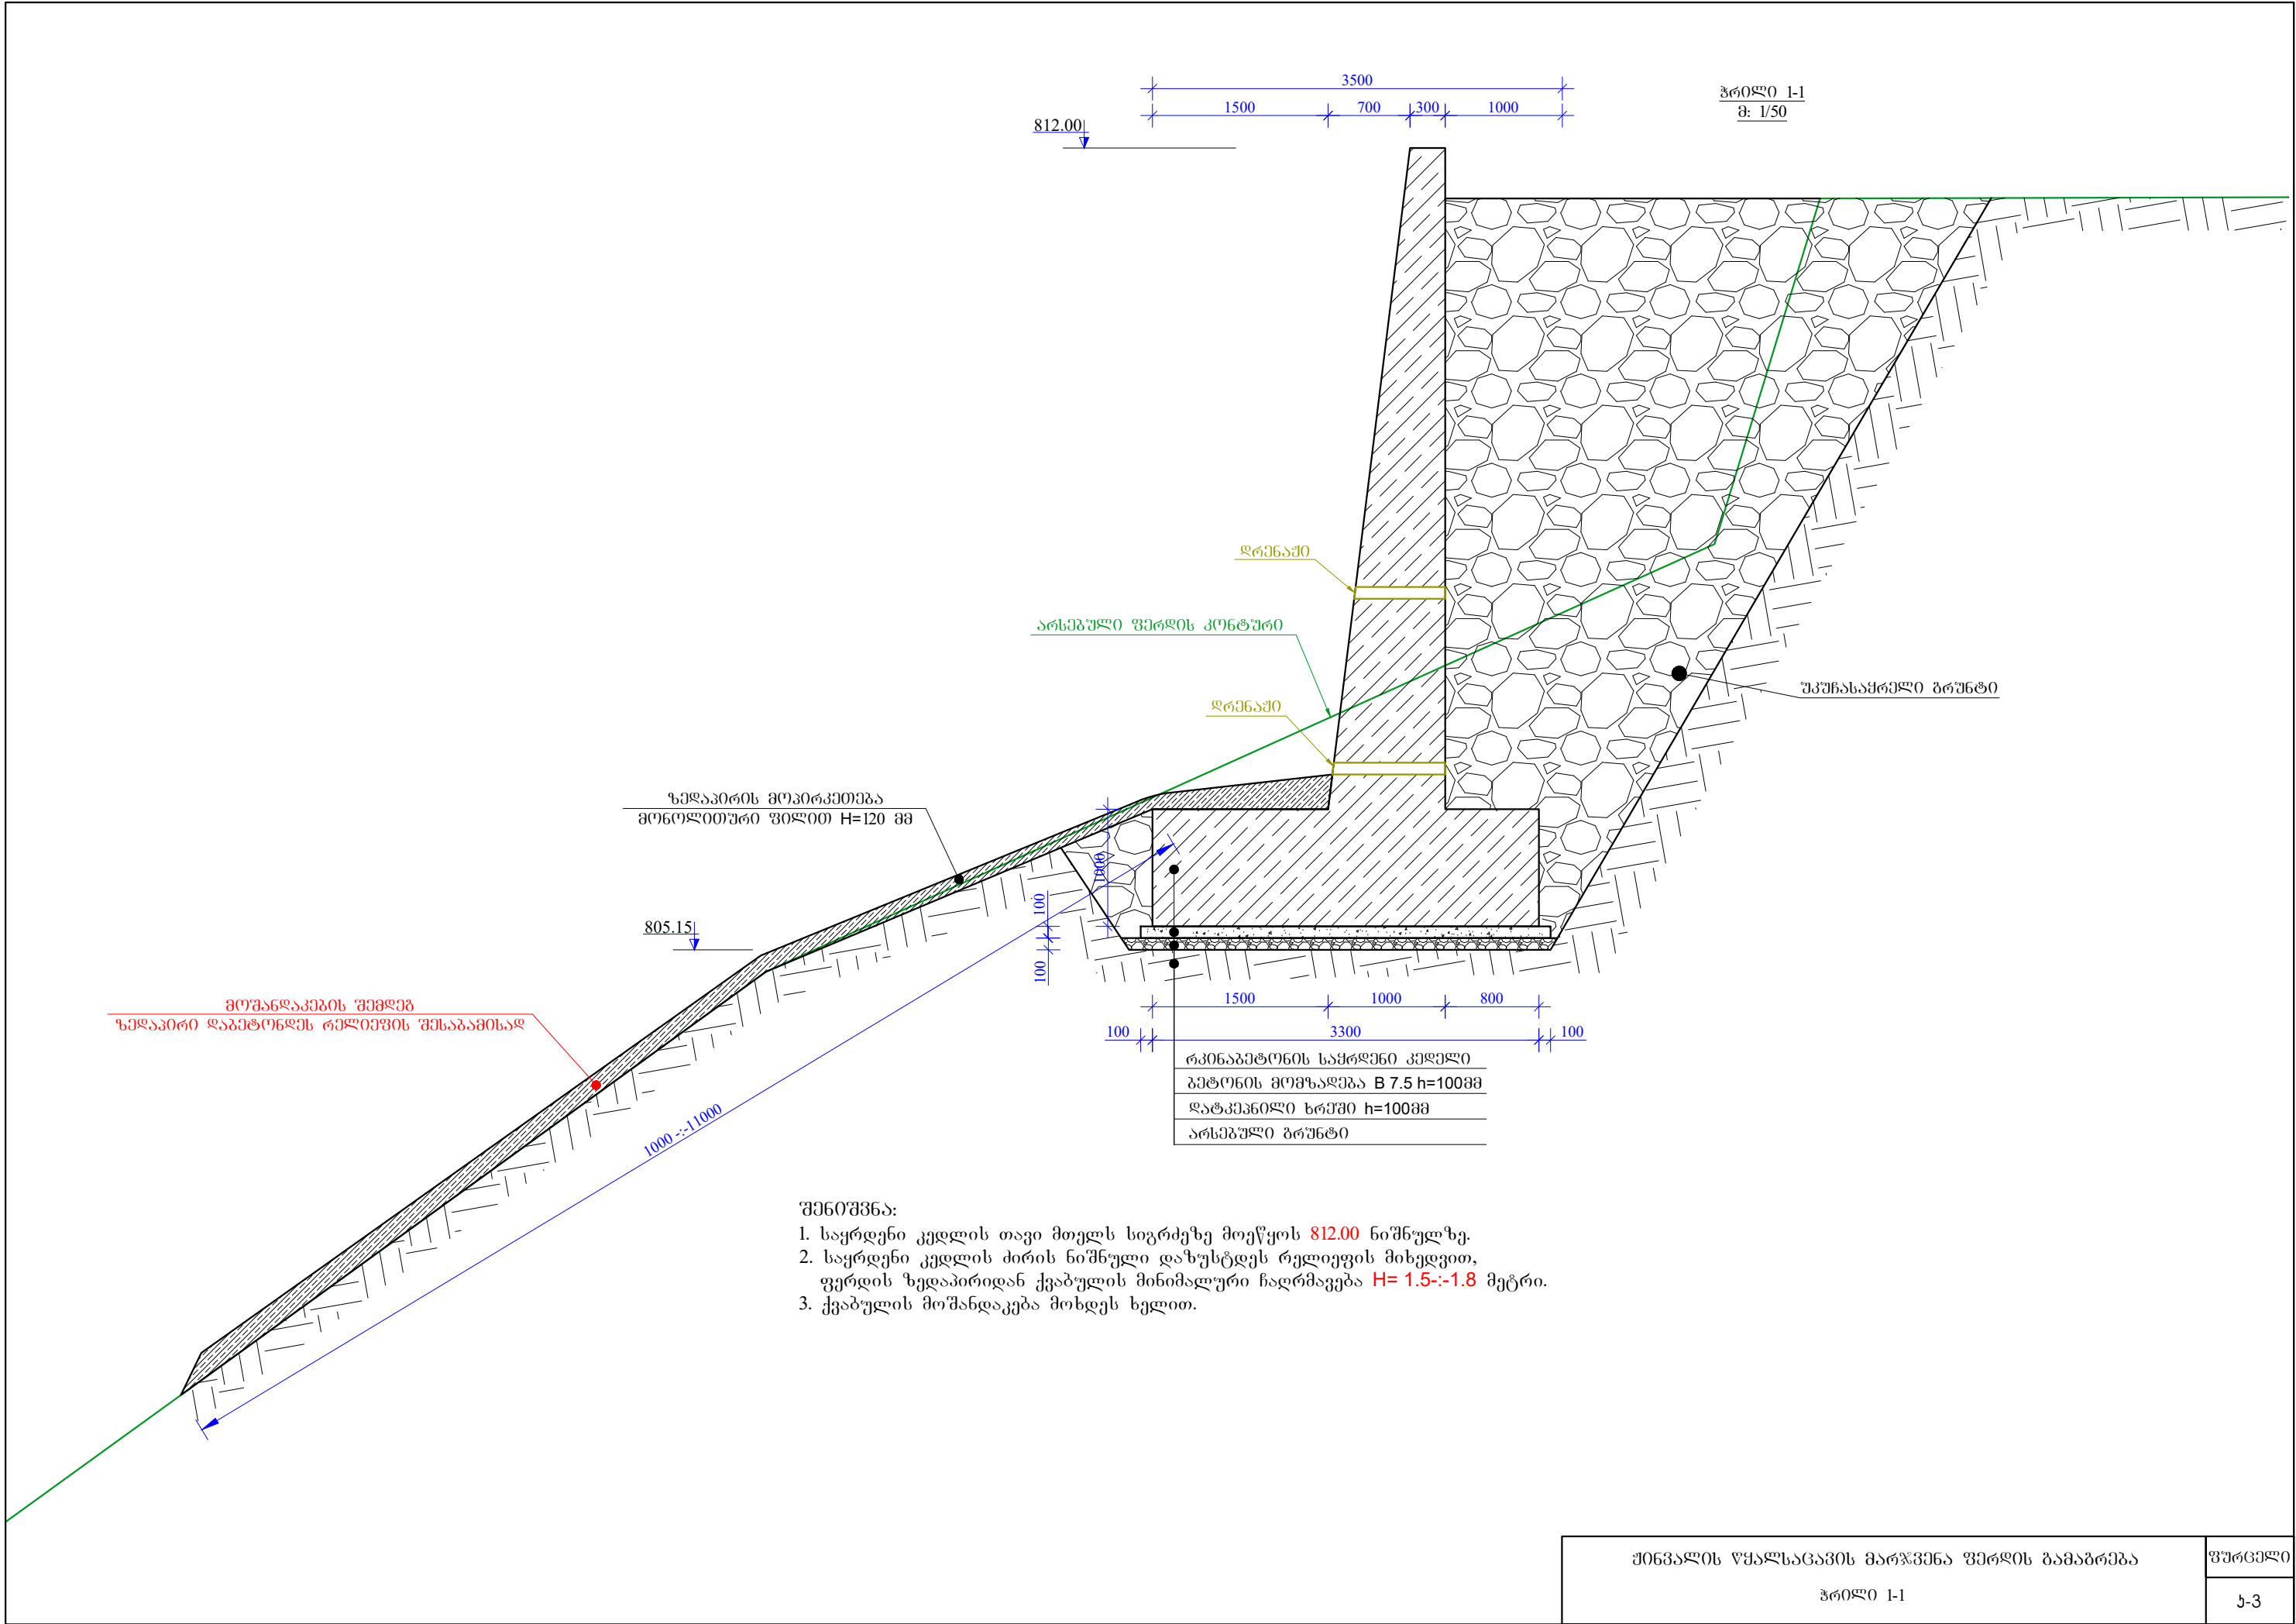 3500
1500 700 300 1000
ჭრილი 1-1
მ: 1/50
812.00
დრენაჟი
არსებული ფერდის კონტური
დრენაჟი
უკუჩასაყრელი გრუნტი
ზედაპირის მოპირკეთება
მონოლითური ფილით H=120 მმ
1000
100
100
805.15
მოშანდაკების შემდეგ
ზედაპირი დაბეტონდეს რელიეფის შესაბამისად
1500 1000 800
100 3300 100
რკინაბეტონის საყრდენი კედელი
ბეტონის მომზადება B 7.5 h=100მმ
დატკეპნილი ხრეში h=100მმ
არსებული გრუნტი
1000-:-11000
შენიშვნა:
1. საყრდენი კედლის თავი მთელს სიგრძეზე მოეწყოს 812.00 ნიშნულზე.
2. საყრდენი კედლის ძირის ნიშნული დაზუსტდეს რელიეფის მიხედვით,
ფერდის ზედაპირიდან ქვაბულის მინიმალური ჩაღრმავება H= 1.5-:-1.8 მეტრი.
3. ქვაბულის მოშანდაკება მოხდეს ხელით.
ჟინვალის წყალსაცავის მარჯვენა ფერდის გამაგრება
ჭრილი 1-1
ფურცელი
კ-3